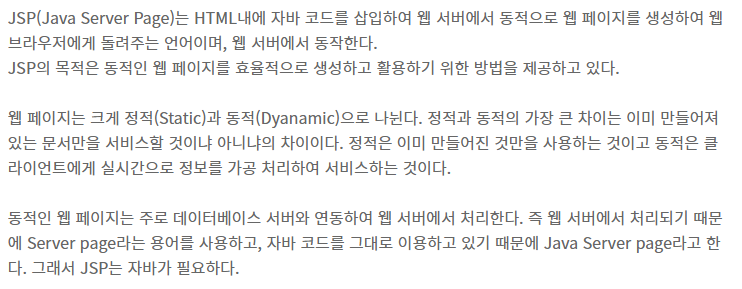 JSP(Java Server Page)는 HTML내에 자바 코드를 삽입하여 웹 서버에서 동적으로 웹 페이지를 생성하여 웹
브라우저에게 돌려주는 언어이며, 웹 서버에서 동작한다.
JSP의 목적은 동적인 웹 페이지를 효율적으로 생성하고 활용하기 위한 방법을 제공하고 있다.
웹 페이지는 크게 정적(Static)과 동적(Dyanamic)으로 나뉜다. 정적과 동적의 가장 큰 차이는 이미 만들어져
있는 문서만을 서비스할 것이냐 아니냐의 차이이다. 정적은 이미 만들어진 것만을 사용하는 것이고 동적은 클
라이언트에게 실시간으로 정보를 가공 처리하여 서비스하는 것이다.
동적인 웹 페이지는 주로 데이터베이스 서버와 연동하여 웹 서버에서 처리한다. 즉 웹 서버에서 처리되기 때문
에 Server page라는 용어를 사용하고, 자바 코드를 그대로 이용하고 있기 때문에 Java Server page라고 한
다. 그래서 JSP는 자바가 필요하다.